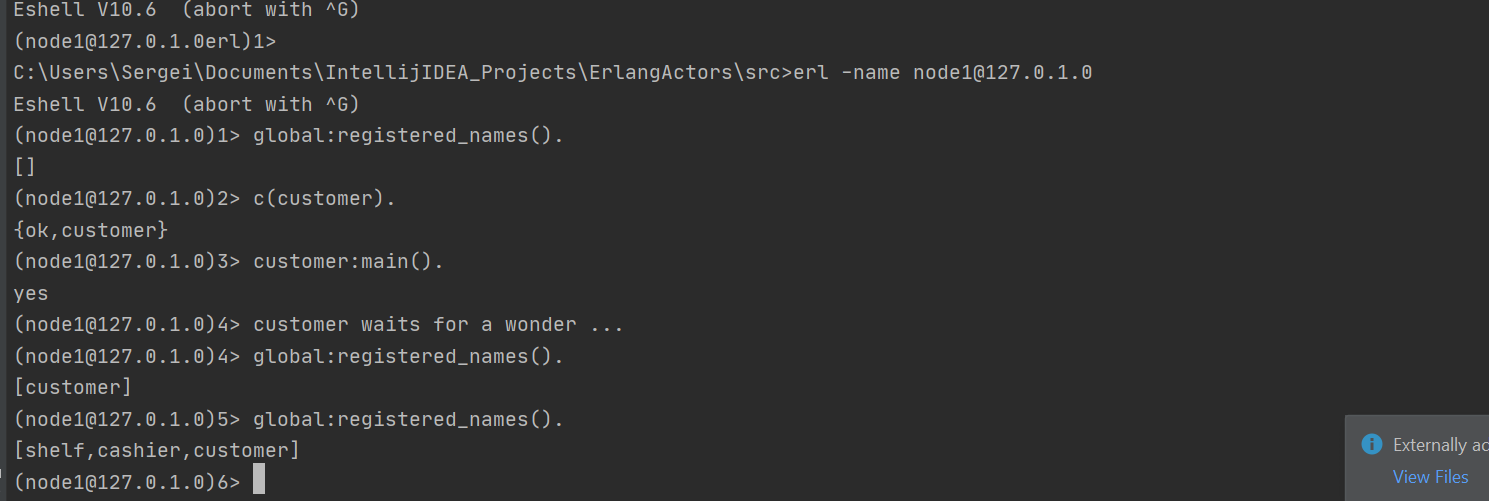 Eshell V10.6  (abort with ^G)
(node1@127.0.1.0erl)1>
C:\Users\Sergei\Documents\IntellijIDEA_Projects\ErlangActors\src>erl -name node1@127.0.1.0
Eshell V10.6  (abort with ^G)
(node1@127.0.1.0)1> global:registered_names().
[]
(node1@127.0.1.0)2> c(customer).
{ok,customer}
(node1@127.0.1.0)3> customer:main().
yes
(node1@127.0.1.0)4> customer waits for a wonder ...
(node1@127.0.1.0)4> global:registered_names().
[customer]
(node1@127.0.1.0)5> global:registered_names().
[shelf,cashier,customer]
(node1@127.0.1.0)6>
Externally
View Files